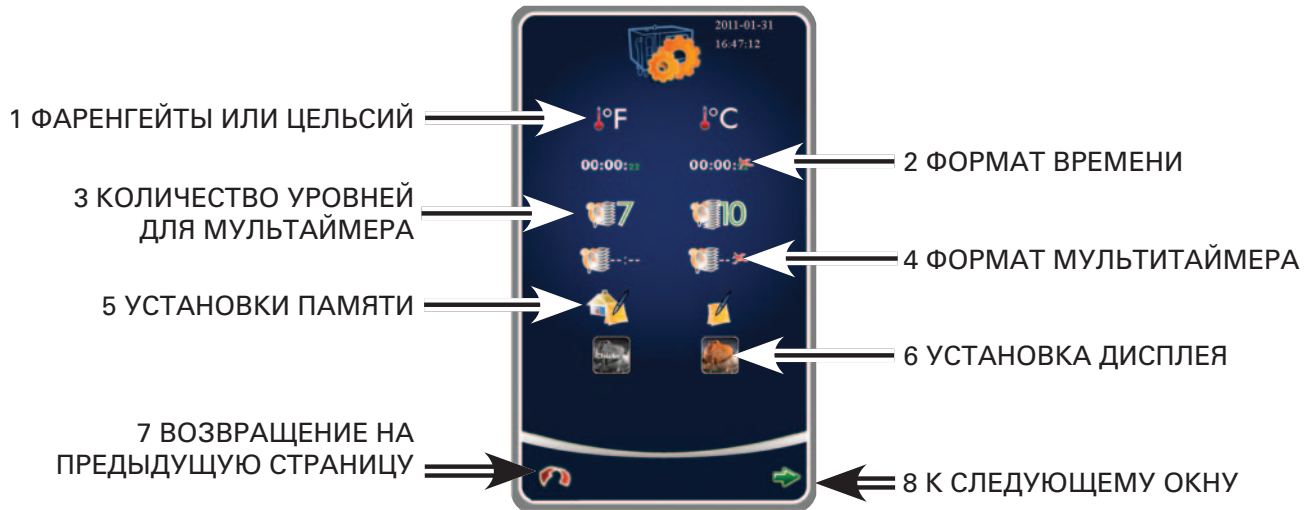 2011-01-31
16:47:12
1 ФАРЕНГЕЙТЫ ИЛИ ЦЕЛЬСИЙ
°F
°C
00:00:22
00:00:
2 ФОРМАТ ВРЕМЕНИ
3 КОЛИЧЕСТВО УРОВНЕЙ
ДЛЯ МУЛЬТАЙМЕРА
7
10
--:--
--
4 ФОРМАТ МУЛЬТИТАЙМЕРА
5 УСТАНОВКИ ПАМЯТИ
Chicken
6 УСТАНОВКА ДИСПЛЕЯ
7 ВОЗВРАЩЕНИЕ НА
ПРЕДЫДУЩУЮ СТРАНИЦУ
8 К СЛЕДУЮЩЕМУ ОКНУ